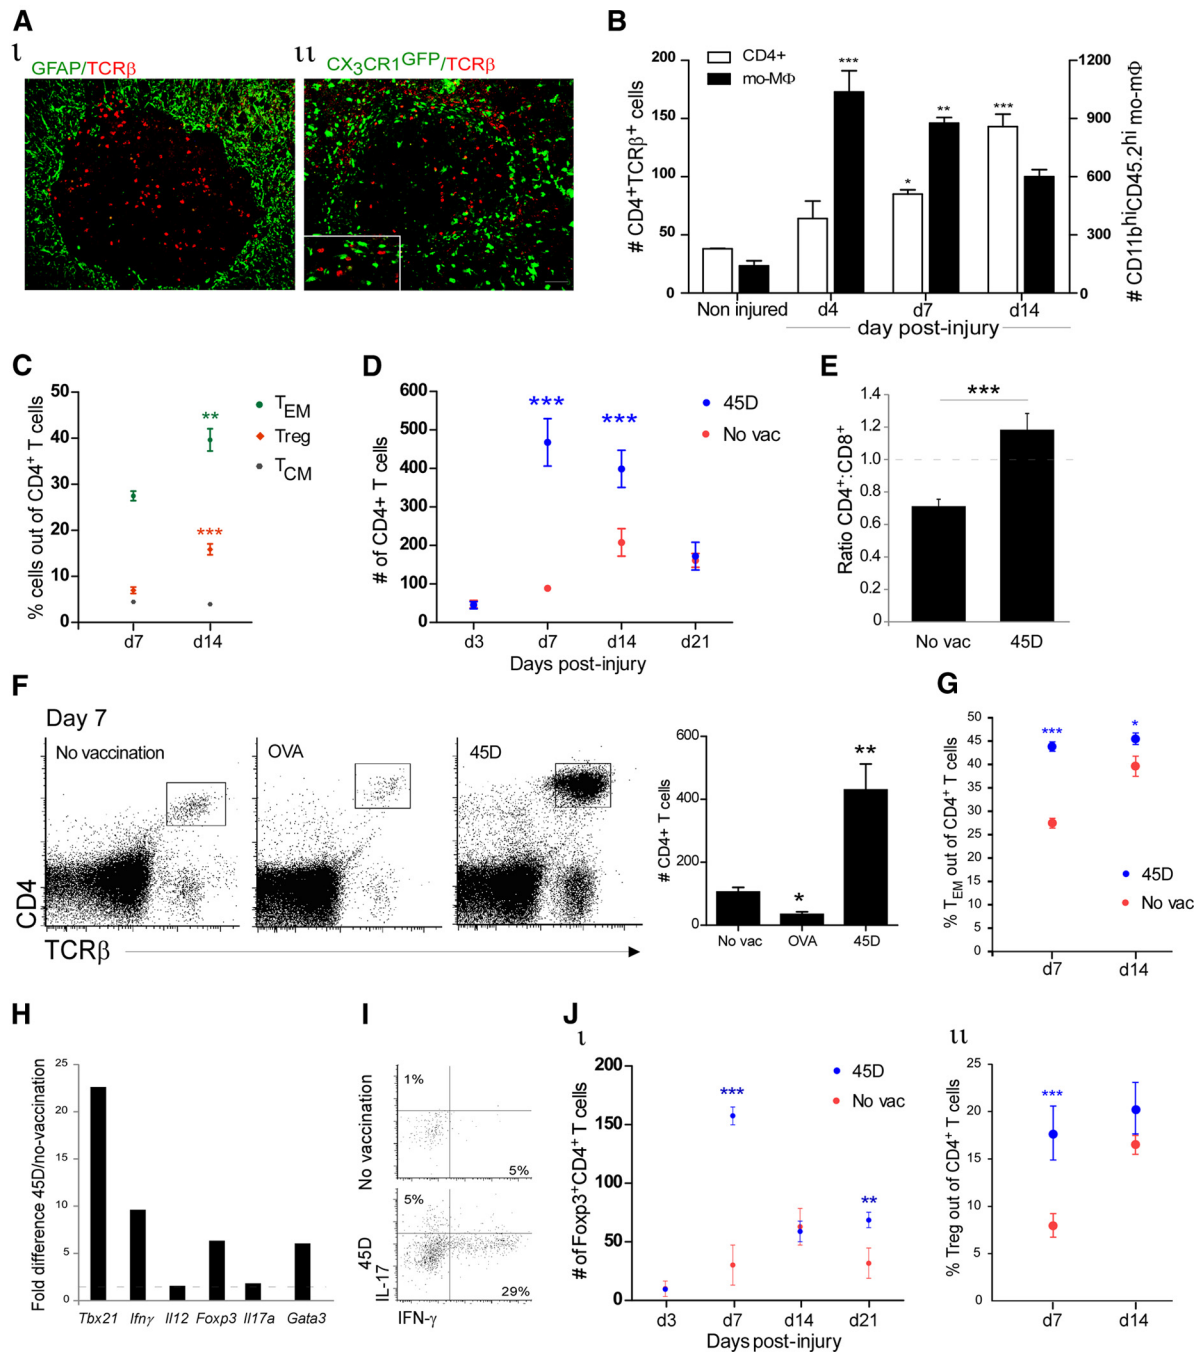 A
ι
GFAP/TCRβ
ιι
CX3CR1GFP/TCRβ
B
# CD4+TCRβ+ cells
200
150
100
50
0
CD4+
mo-MΦ
***
*
**
***
1200
900
600
300
0
# CD11bhiCD45.2hi mo-mΦ
Non injured d4 d7 d14
day post-injury
C
% cells out of CD4+ T cells
50
40
30
20
10
0
**
***
TEM
Treg
TCM
d7 d14
D
# of CD4+ T cells
600
500
400
300
200
100
0
*** ***
45D
No vac
d3 d7 d14 d21
Days post-injury
E
Ratio CD4+:CD8+
1.4
1.2
1.0
0.8
0.6
0.4
0.2
0
***
No vac 45D
F
Day 7
No vaccination
OVA
45D
CD4
TCRβ
# CD4+ T cells
600
400
200
0
*
**
No vac OVA 45D
G
% TEM out of CD4+ T cells
50
45
40
35
30
25
20
15
10
5
0
*** *
45D
No vac
d7 d14
H
Fold difference 45D/no-vaccination
25
20
15
10
5
0
Tbx21 Ifnγ Il12 Foxp3 Il17a Gata3
I
No vaccination
1%
5%
45D
IL-17
5%
29%
IFN-γ
J
ι
# of Foxp3+CD4+ T cells
200
150
100
50
0
***
**
45D
No vac
d3 d7 d14 d21
Days post-injury
ιι
% Treg out of CD4+ T cells
25
20
15
10
5
0
***
d7 d14